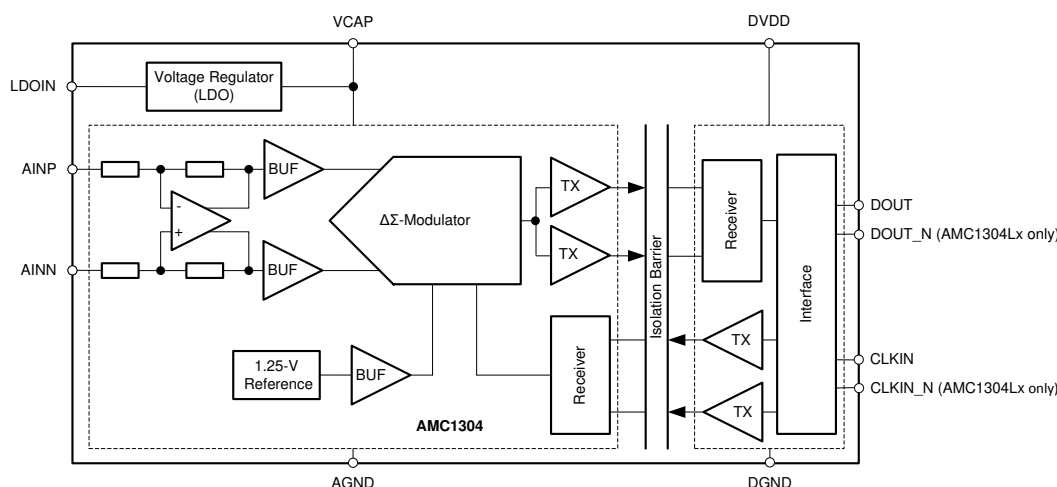 VCAP
DVDD
LDOIN
Voltage Regulator
(LDO)
AINP
BUF
TX
-
ΔΣ-Modulator
+
Isolation Barrier
Receiver
Interface
DOUT
DOUT_N (AMC1304Lx only)
AINN
BUF
TX
1.25-V
Reference
BUF
Receiver
TX
CLKIN
CLKIN_N (AMC1304Lx only)
TX
AMC1304
AGND
DGND